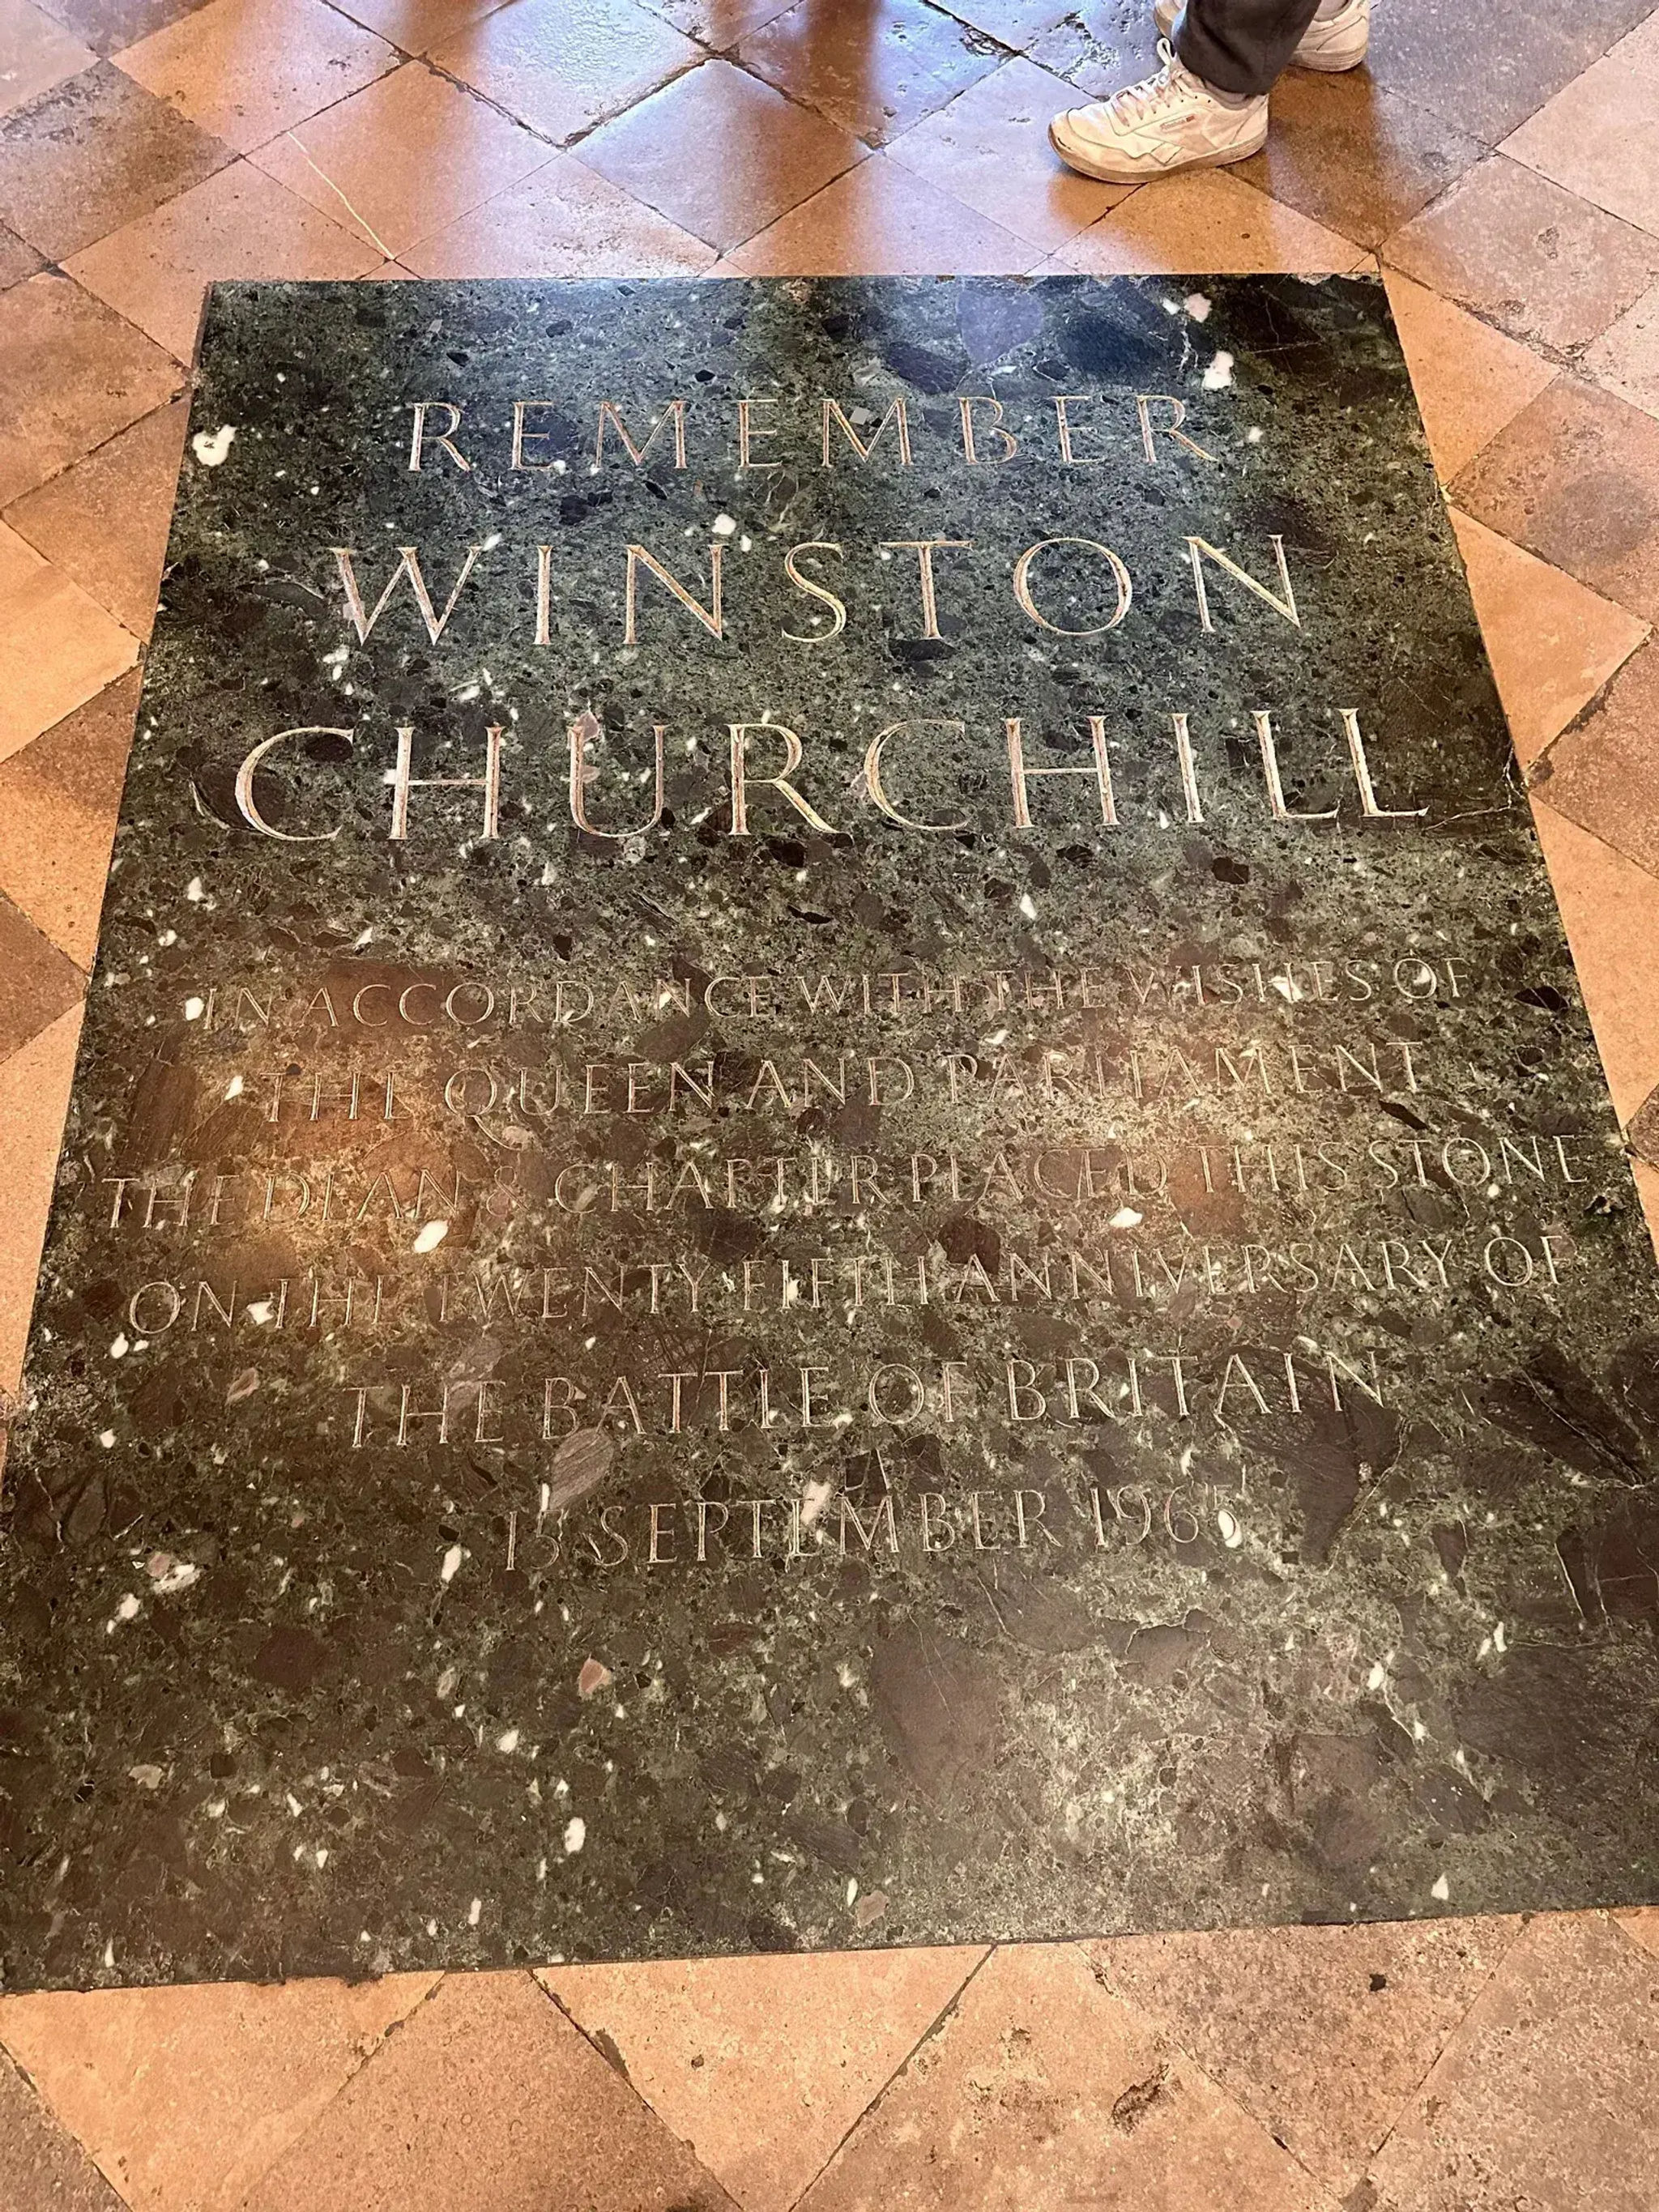 REMEMBER
WINSTON
CHURCHILL
IN ACCORDANCE WITH THE WISHES OF
THE QUEEN AND PARLIAMENT
THE DEAN & CHAPTER PLACED THIS STONE
ON THE TWENTY FIFTH ANNIVERSARY OF
THE BATTLE OF BRITAIN
15 SEPTEMBER 1965